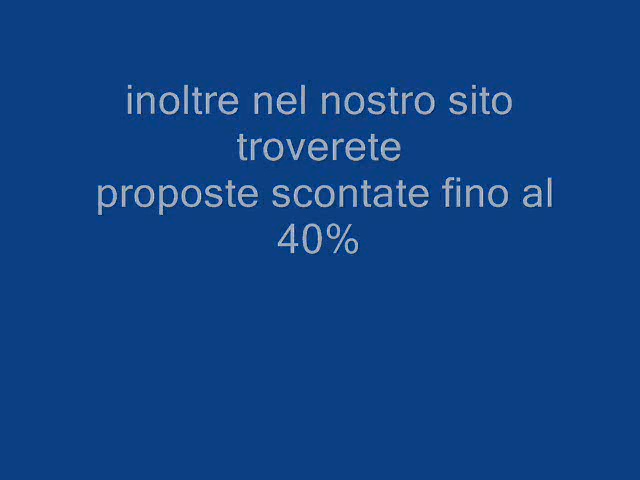 inoltre nel nostro sito
troverete
proposte scontate fino al
40%